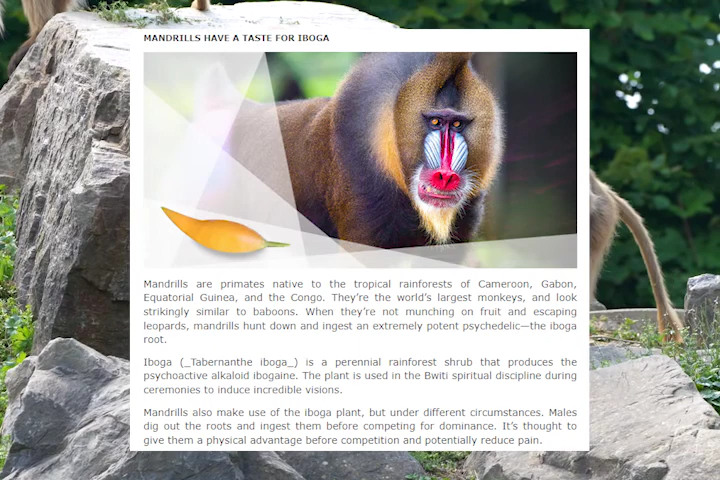 MANDRILLS HAVE A TASTE FOR IBOGA
Mandrills are primates native to the tropical rainforests of Cameroon, Gabon,
Equatorial Guinea, and the Congo. They’re the world’s largest monkeys, and look
strikingly similar to baboons. When they’re not munching on fruit and escaping
leopards, mandrills hunt down and ingest an extremely potent psychedelic—the iboga
root.
Iboga (_Tabernanthe iboga_) is a perennial rainforest shrub that produces the
psychoactive alkaloid ibogaine. The plant is used in the Bwiti spiritual discipline during
ceremonies to induce incredible visions.
Mandrills also make use of the iboga plant, but under different circumstances. Males
dig out the roots and ingest them before competing for dominance. It’s thought to
give them a physical advantage before competition and potentially reduce pain.